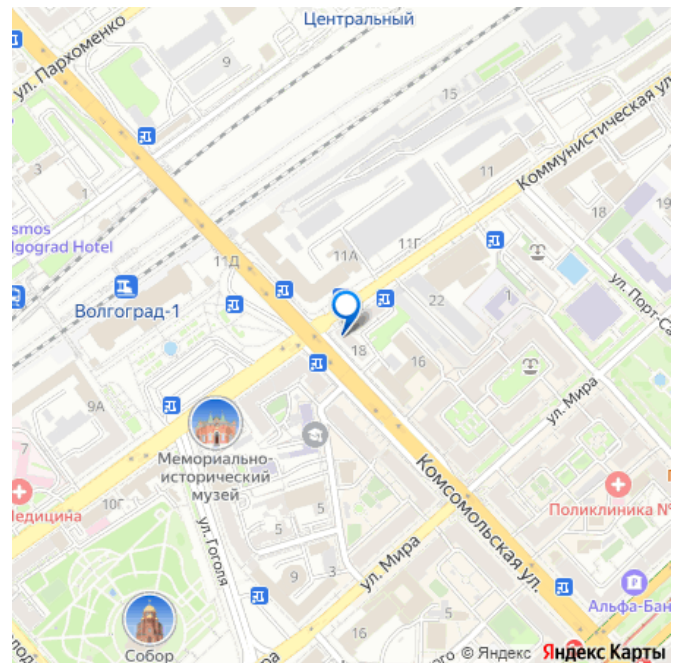 Центральный
ул. Пархоменко
9
15
Коммунистическая ул.
3
1
11
18
19
smos
lgograd Hotel
11А
11Г
11Д
Волгоград-1
22
1
ул. Порт-Са
18
16
9А
ул. Мира
7
Мемориально-
исторический
музей
Медицина
10Г
5
Комсомольская ул.
Поликлиника №
ул. Гоголя
5
5
9
3
ул. Мира
5
Альфа-Бан
Собор
© Яндекс Яндекс Карты